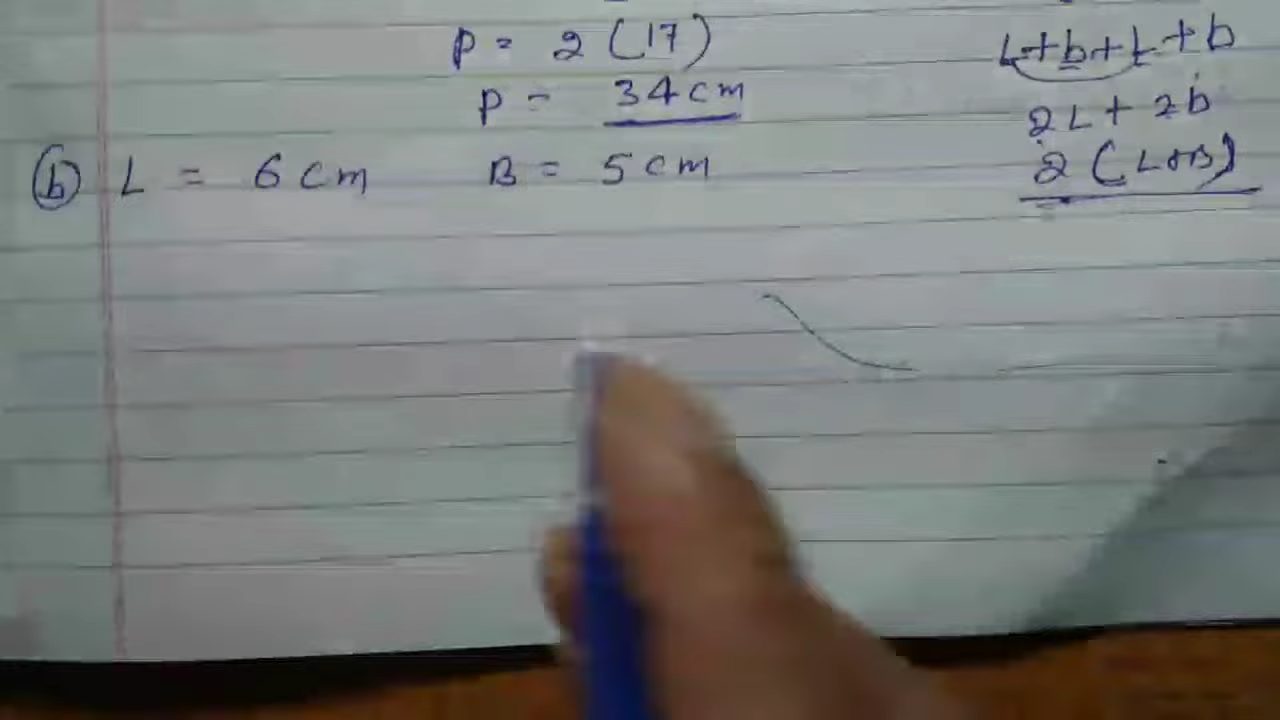 P = 2 (17)
P = 34 cm
L+b+L+b
2L + 2b
2 (L+B)
(b) L = 6 cm B = 5 cm